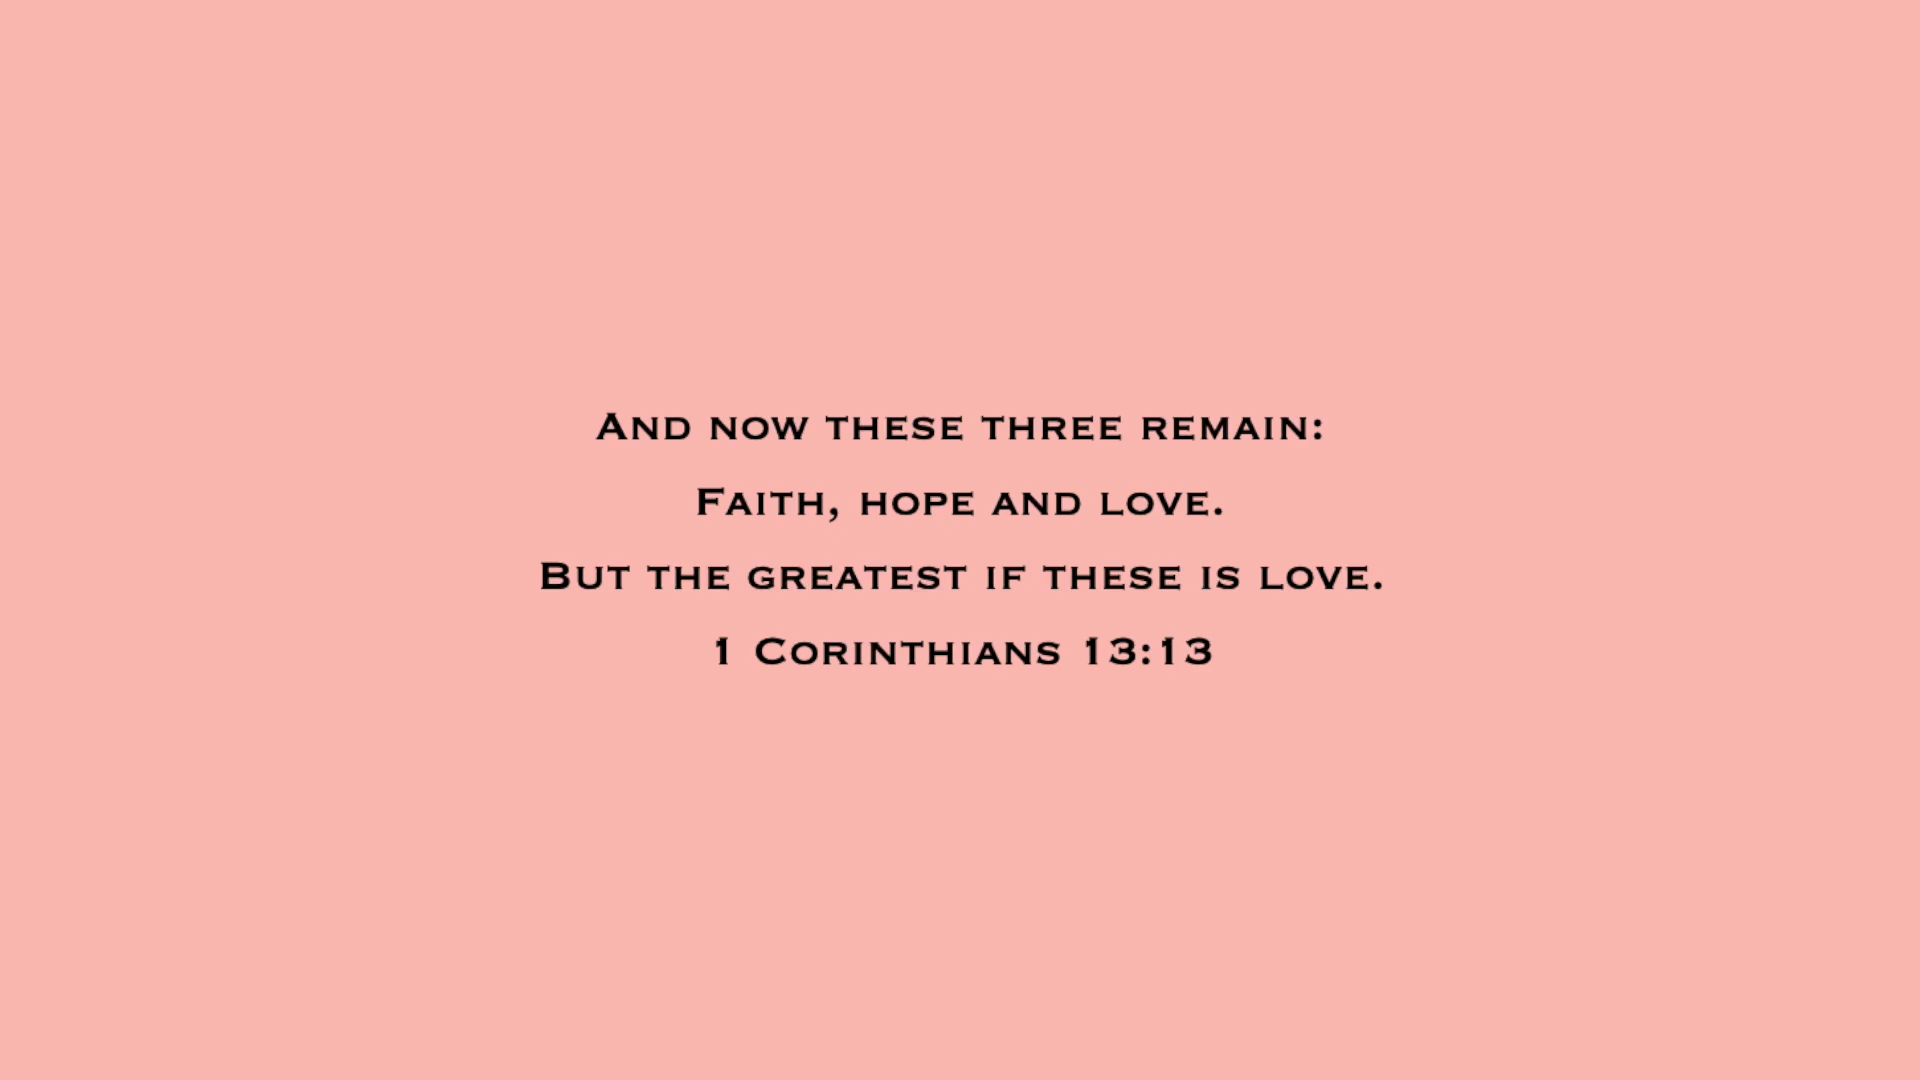 And now these three remain:
Faith, hope and love.
But the greatest if these is love.
1 Corinthians 13:13